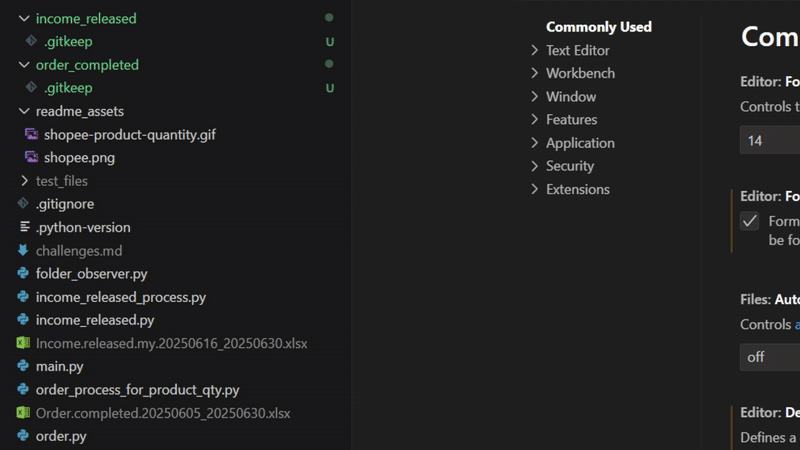 income_released
.gitkeep
U
order_completed
.gitkeep
U
readme_assets
shopee-product-quantity.gif
shopee.png
test_files
.gitignore
.python-version
challenges.md
folder_observer.py
income_released_process.py
income_released.py
Income.released.my.20250616_20250630.xlsx
main.py
order_process_for_product_qty.py
Order.completed.20250605_20250630.xlsx
order.py
Commonly Used
Text Editor
Workbench
Window
Features
Application
Security
Extensions
Com
Editor: Fo
Controls t
14
Editor: Fo
Form
be fo
Files: Auto
Controls a
off
Editor: De
Defines a